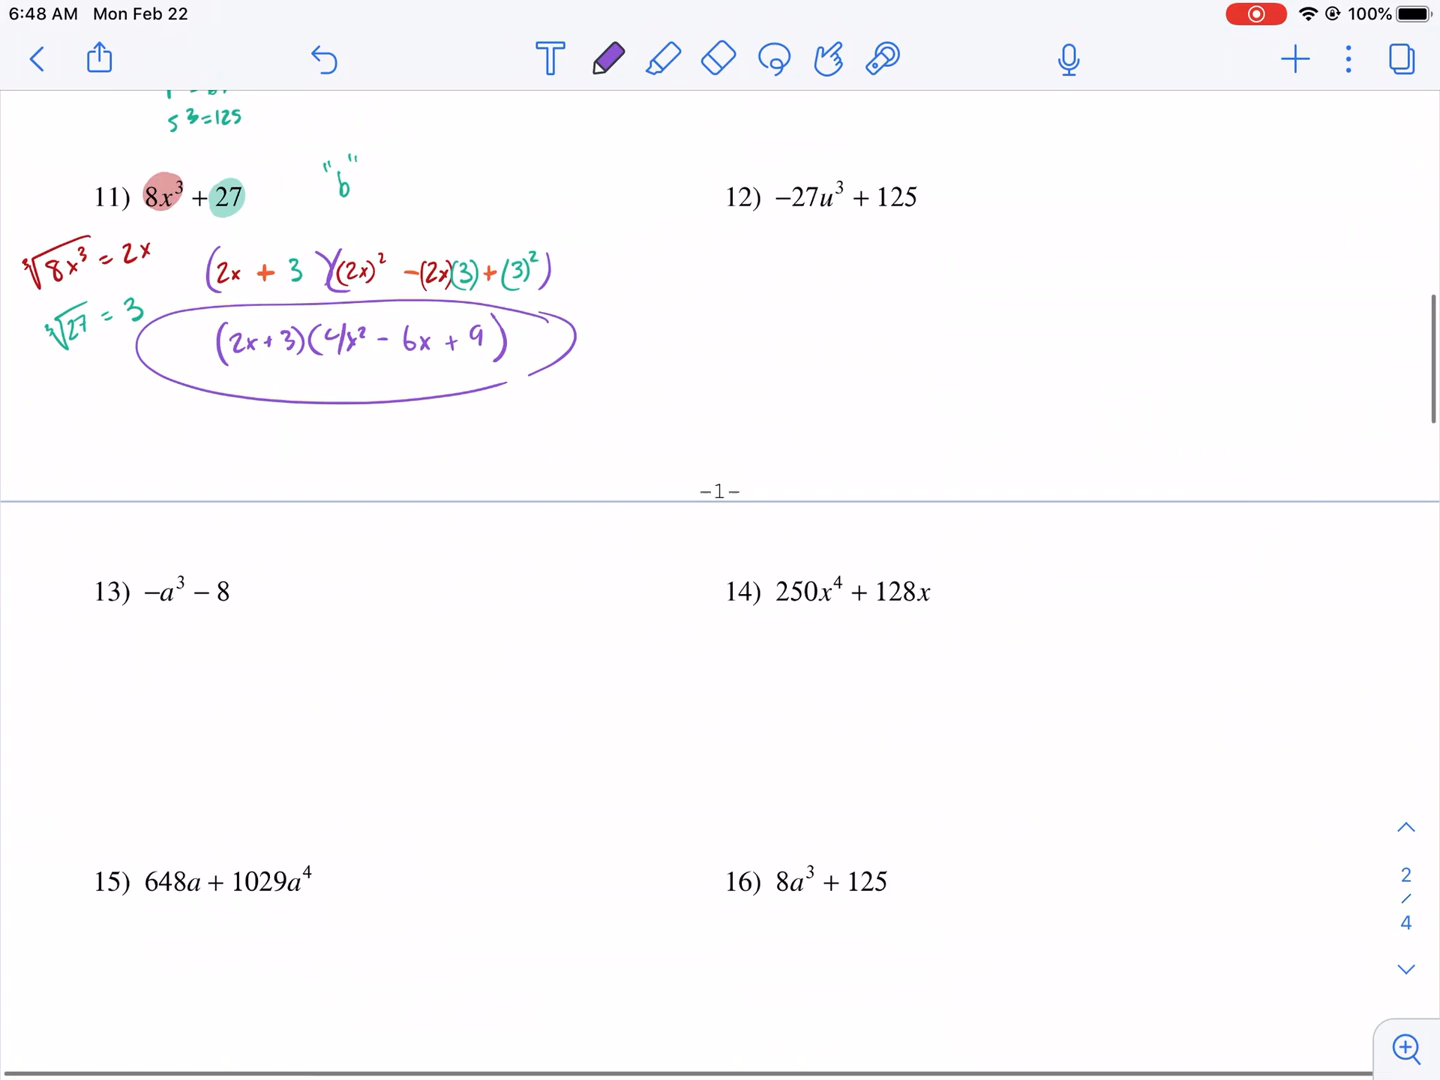 6:48 AM Mon Feb 22
100%
5³=125
"b"
11) 8x³ + 27
12) −27u³ + 125
∛8x³ = 2x
(2x + 3)((2x)² −(2x)(3)+(3)²)
∛27 = 3
(2x+3)(4x² − 6x + 9)
-1-
13) −a³ − 8
14) 250x⁴ + 128x
15) 648a + 1029a⁴
16) 8a³ + 125
2
/
4